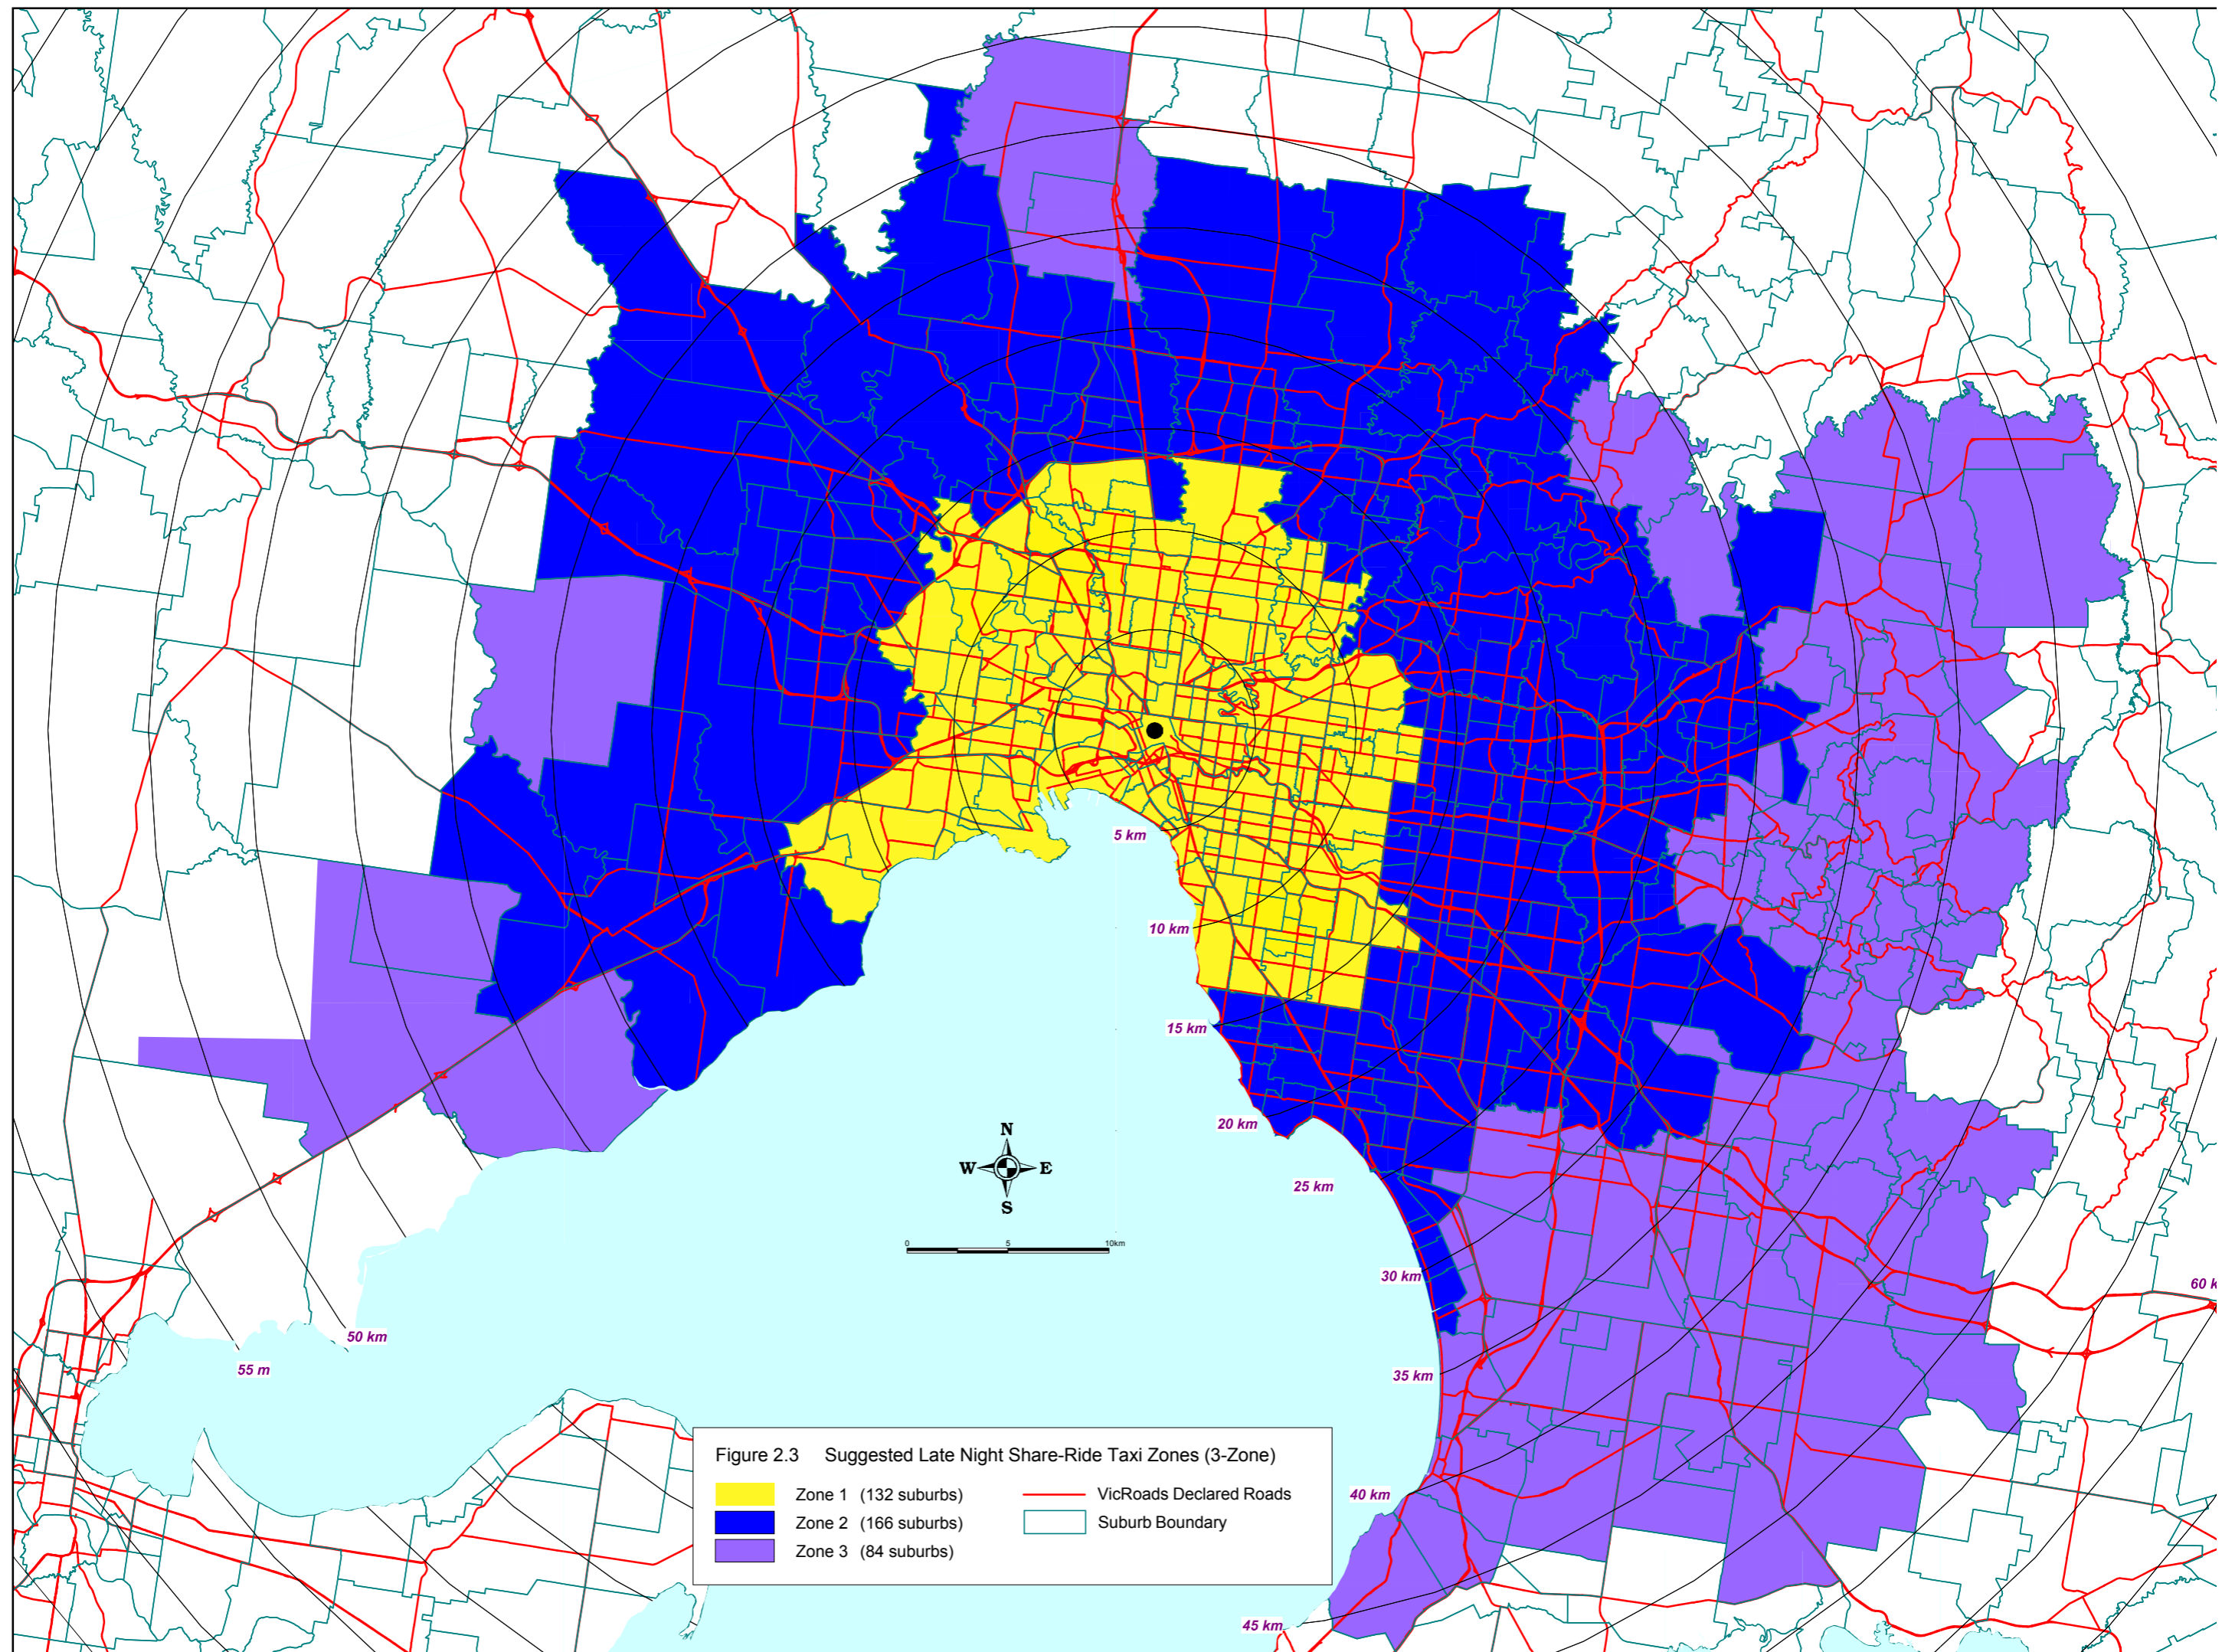 5 km
10 km
15 km
20 km
N
W E
S
25 km
0 5 10km
30 km
60 k
50 km
55 m
35 km
Figure 2.3 Suggested Late Night Share-Ride Taxi Zones (3-Zone)
Zone 1 (132 suburbs)
VicRoads Declared Roads
Zone 2 (166 suburbs)
Suburb Boundary
Zone 3 (84 suburbs)
40 km
45 km